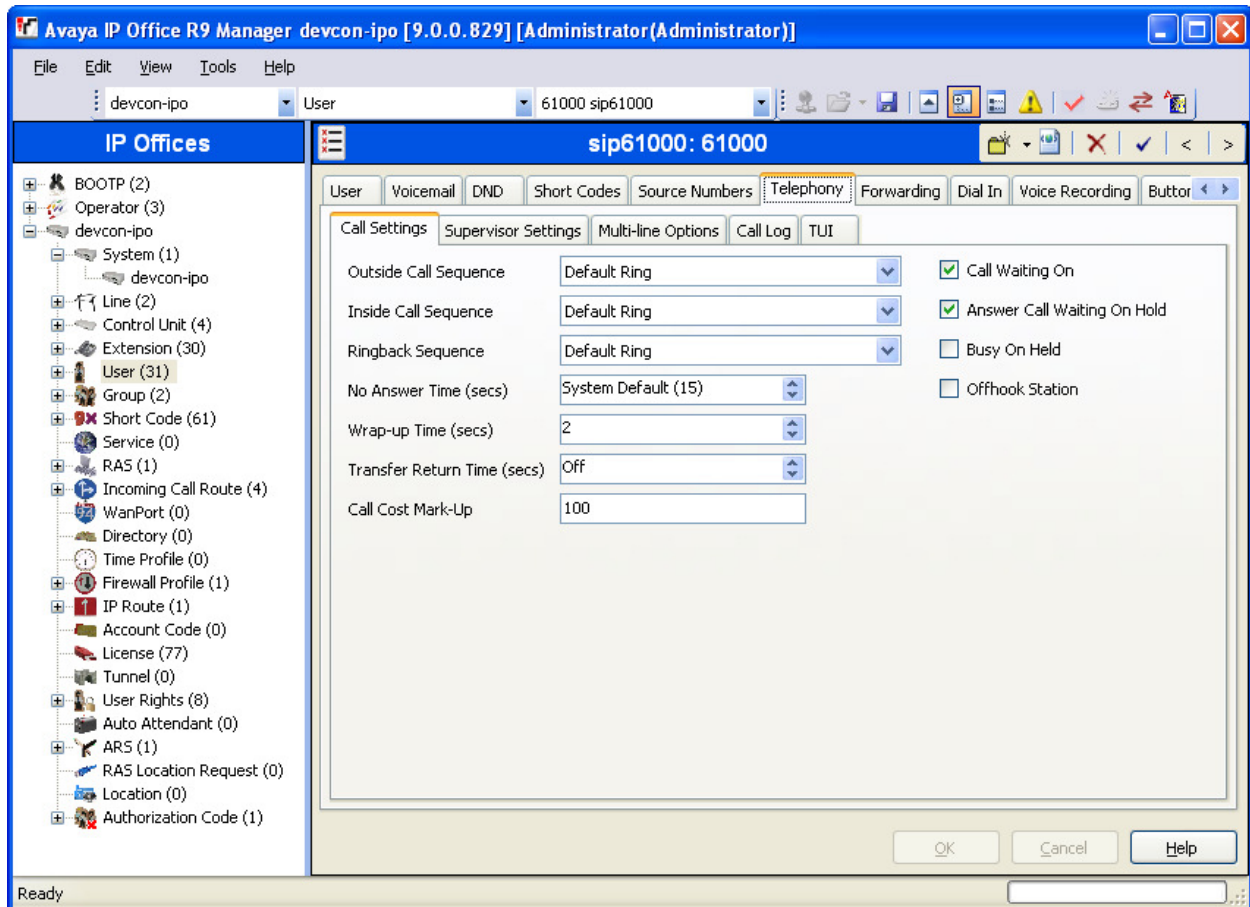 Avaya IP Office R9 Manager devcon-ipo [9.0.0.829] [Administrator(Administrator)]
File Edit View Tools Help
devcon-ipo User 61000 sip61000
IP Offices
BOOTP (2)
Operator (3)
devcon-ipo
System (1)
devcon-ipo
Line (2)
Control Unit (4)
Extension (30)
User (31)
Group (2)
Short Code (61)
Service (0)
RAS (1)
Incoming Call Route (4)
WanPort (0)
Directory (0)
Time Profile (0)
Firewall Profile (1)
IP Route (1)
Account Code (0)
License (77)
Tunnel (0)
User Rights (8)
Auto Attendant (0)
ARS (1)
RAS Location Request (0)
Location (0)
Authorization Code (1)
sip61000: 61000
User Voicemail DND Short Codes Source Numbers Telephony Forwarding Dial In Voice Recording Button
Call Settings Supervisor Settings Multi-line Options Call Log TUI
Outside Call Sequence Default Ring Call Waiting On
Inside Call Sequence Default Ring Answer Call Waiting On Hold
Ringback Sequence Default Ring Busy On Held
No Answer Time (secs) System Default (15) Offhook Station
Wrap-up Time (secs) 2
Transfer Return Time (secs) Off
Call Cost Mark-Up 100
OK Cancel Help
Ready